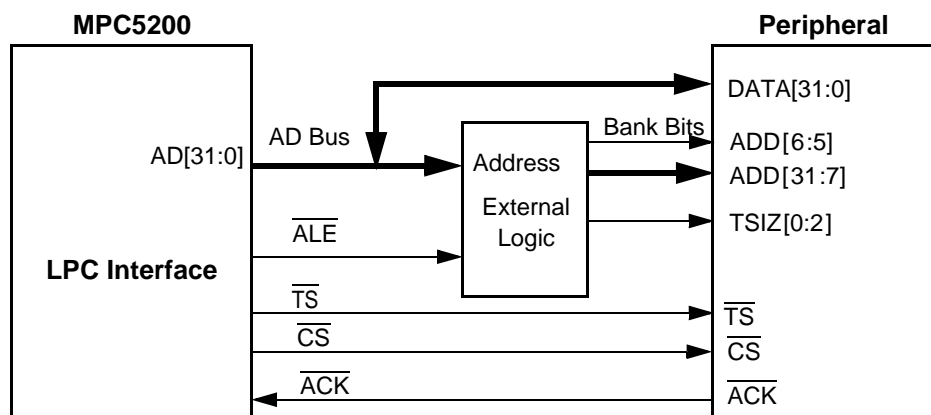 MPC5200
Peripheral
DATA[31:0]
AD Bus
Bank Bits
AD[31:0]
Address
ADD[6:5]
ADD[31:7]
External
Logic
TSIZ[0:2]
ALE
LPC Interface
TS
TS
CS
CS
ACK
ACK